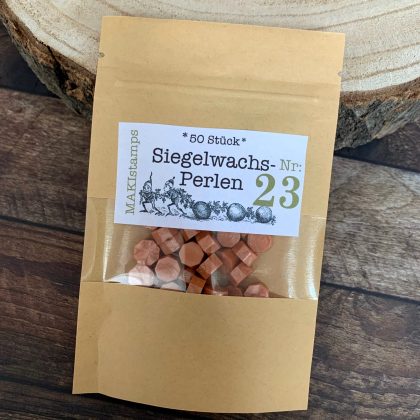 MAKIstamps
*50 Stück*
Siegelwachs- Nr:
Perlen 23